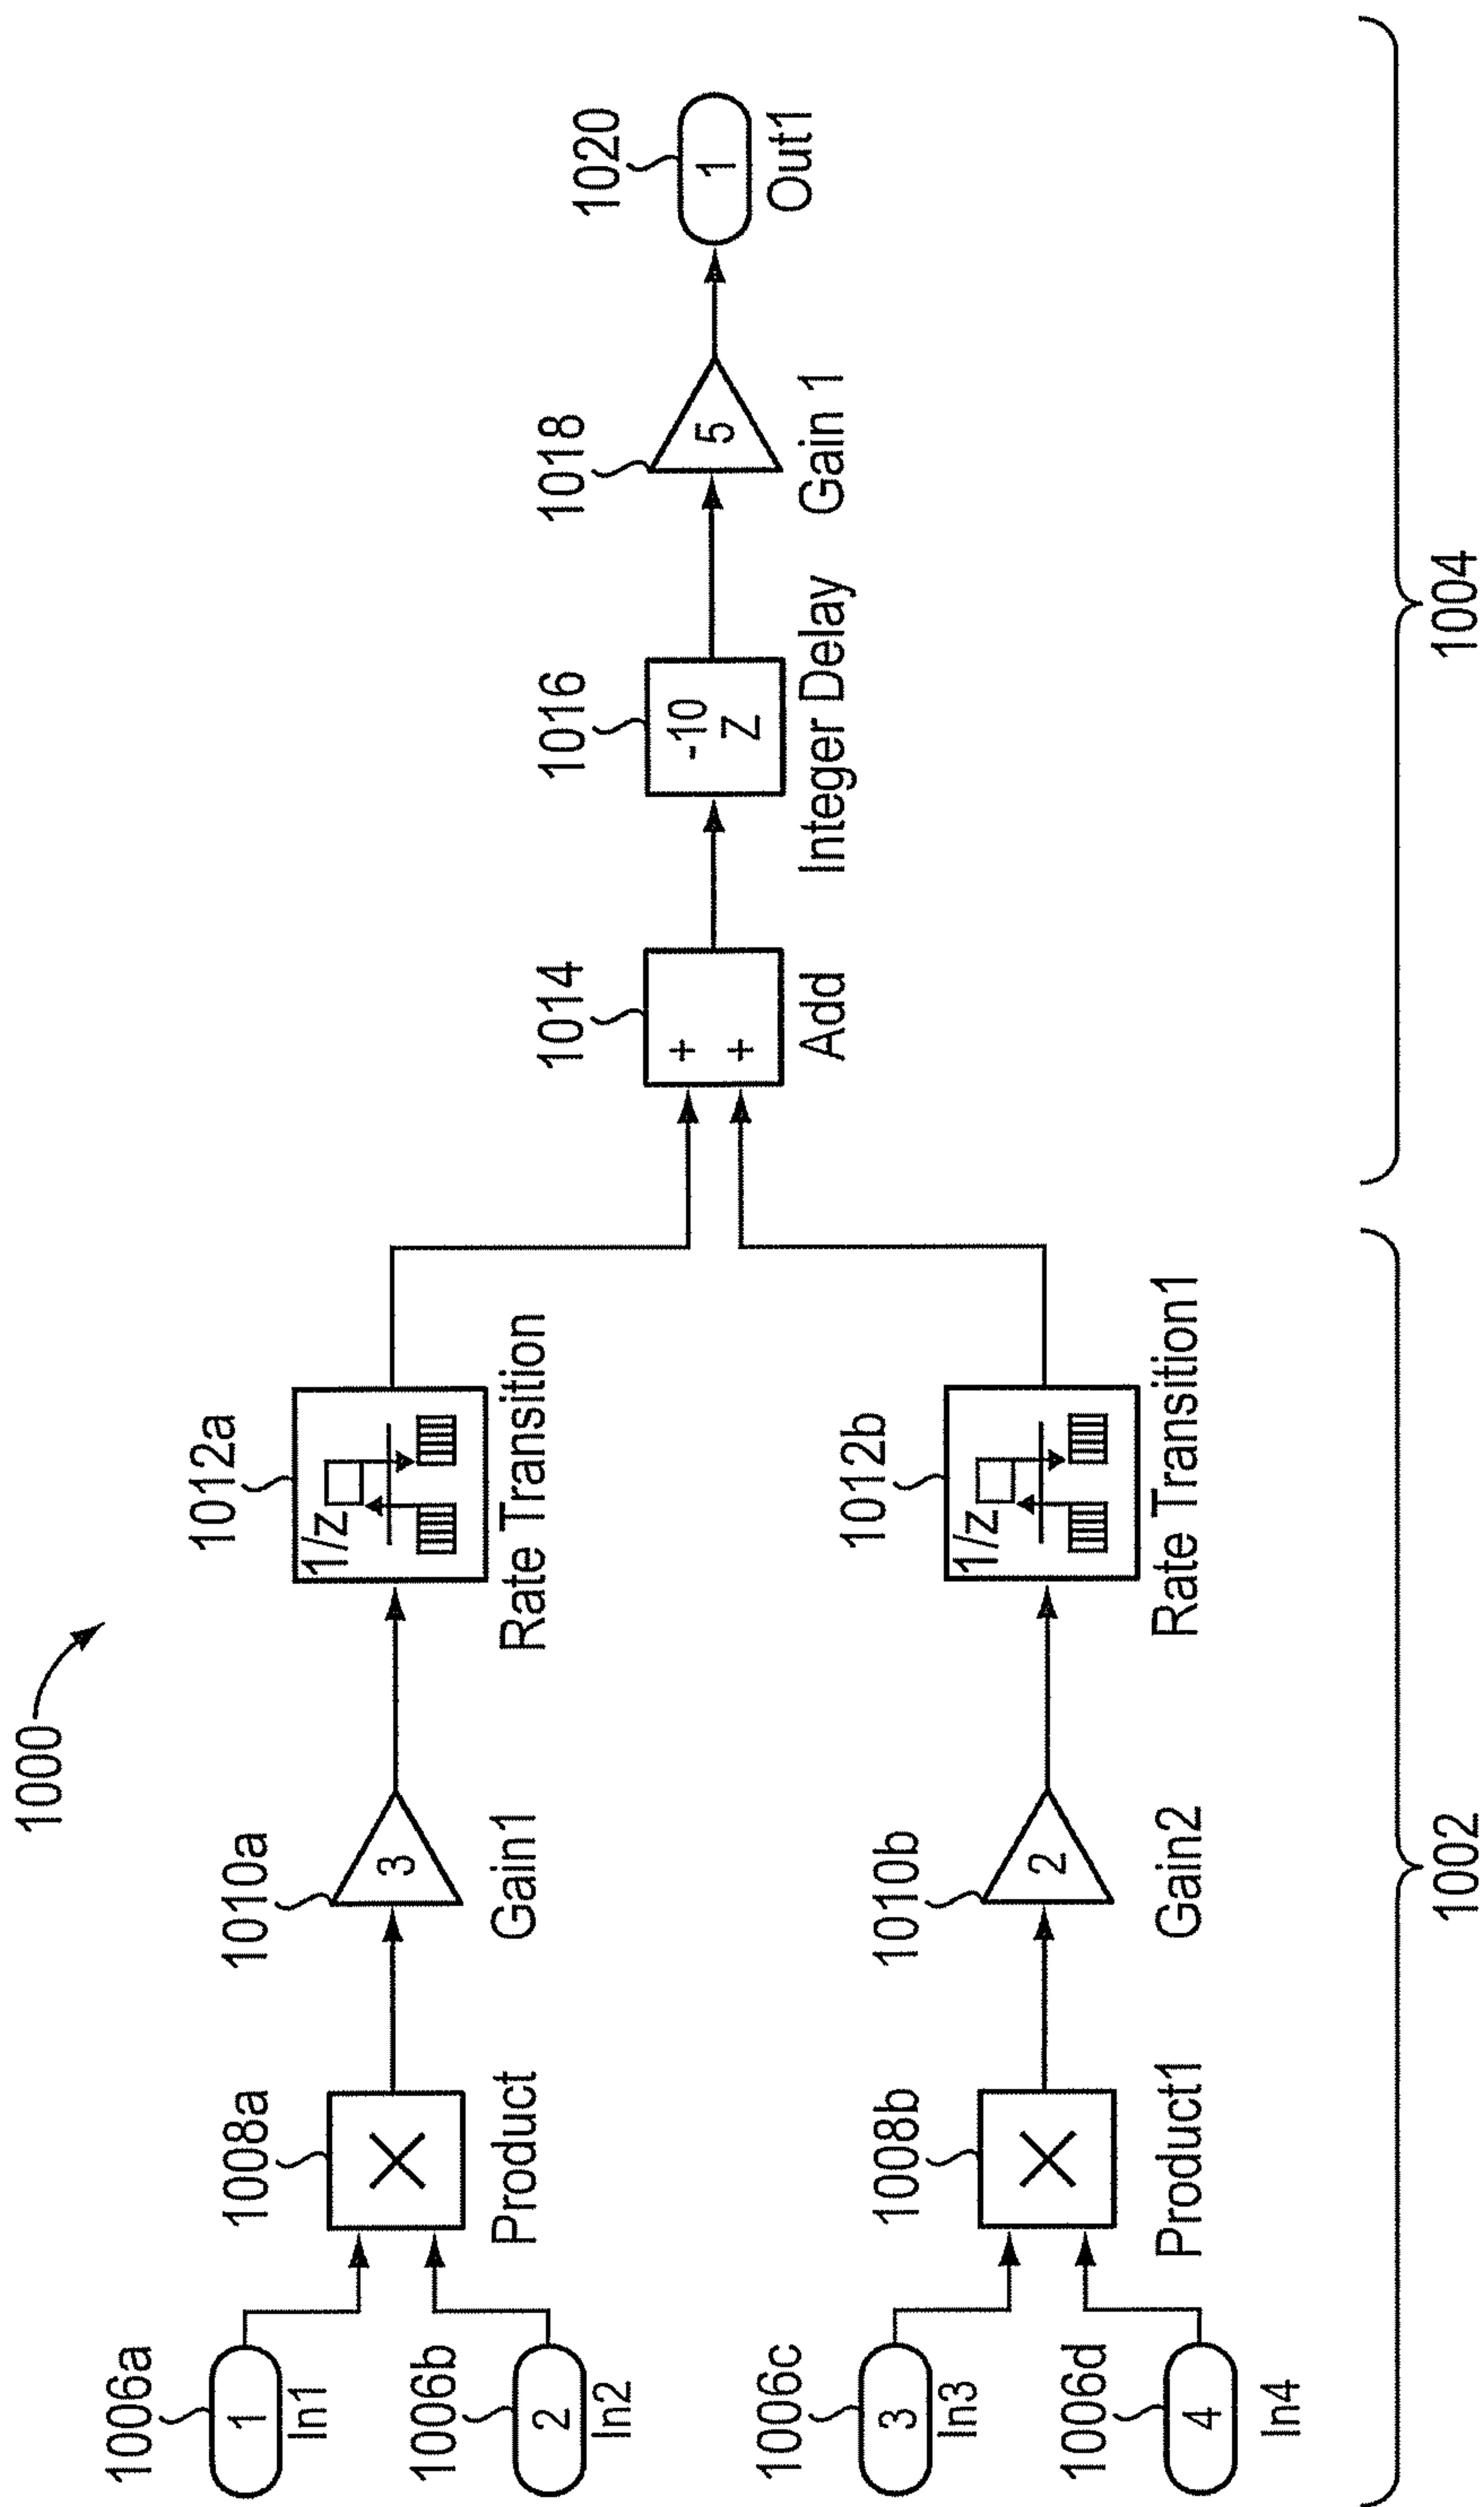 1000
1006a
1
In1
1006b
2
In2
1008a
×
Product
1010a
3
Gain1
1012a
1/z
Rate Transition
1006c
3
In3
1006d
4
In4
1008b
×
Product1
1010b
2
Gain2
1012b
1/z
Rate Transition1
1014
+
+
Add
1016
-10
Z
Integer Delay
1018
5
Gain 1
1020
1
Out1
1002
1004